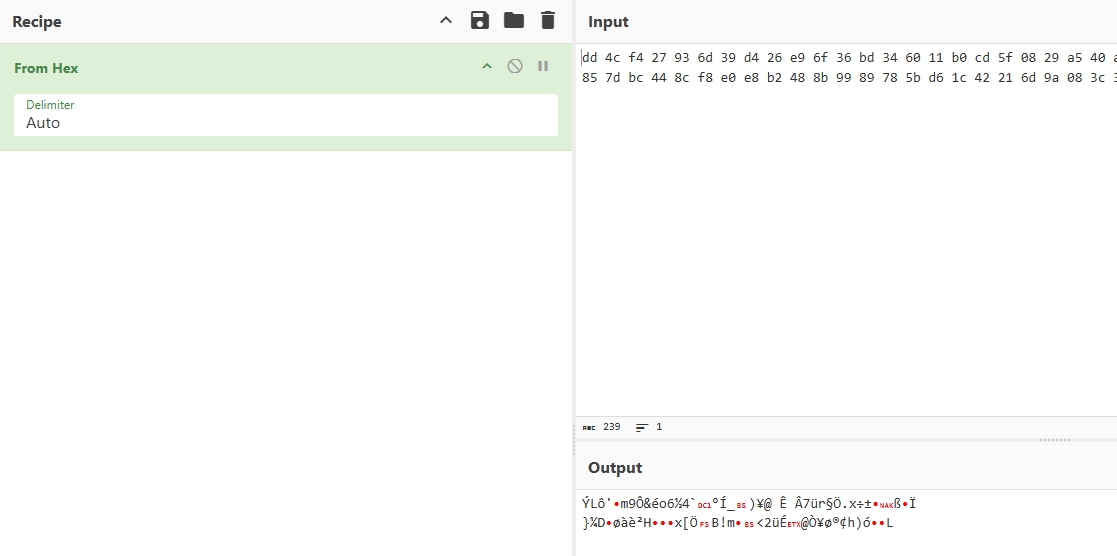 Recipe
Input
From Hex
Delimiter
Auto
dd 4c f4 27 93 6d 39 d4 26 e9 6f 36 bd 34 60 11 b0 cd 5f 08 29 a5 40
85 7d bc 44 8c f8 e0 e8 b2 48 8b 99 89 78 5b d6 1c 42 21 6d 9a 08 3c
ABC 239 1
Output
ÝLô'•m9Ô&éo6½4`DC1°Í_BS)¥@ Ê Â7ür§Ö.x÷±•NAKß•Ï
}¼D•øàè²H•••x[ÖFSB!m•BS<2üÉETX@Ò¥ø®¢h)ó••L